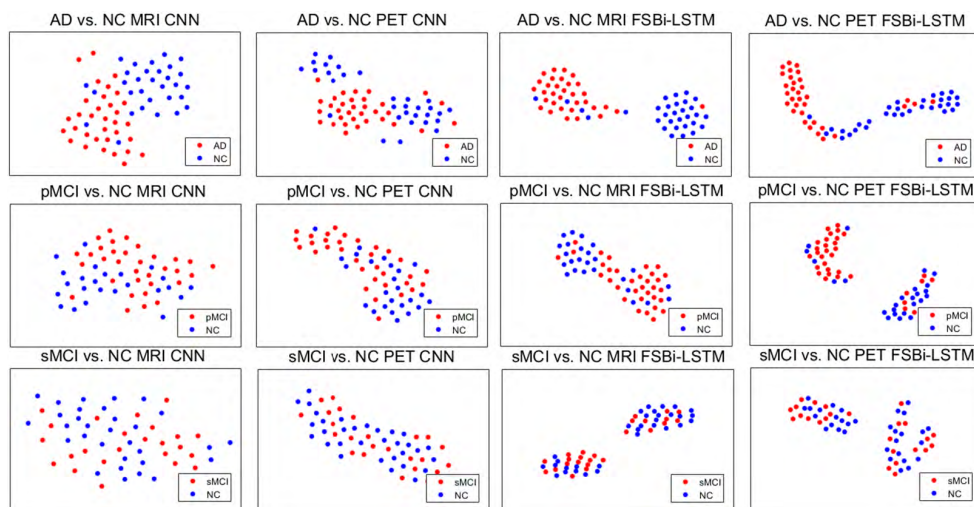 AD vs. NC MRI CNN
AD vs. NC PET CNN
AD vs. NC MRI FSBi-LSTM
AD vs. NC PET FSBi-LSTM
AD
NC
AD
NC
AD
NC
AD
NC
pMCI vs. NC MRI CNN
pMCI vs. NC PET CNN
pMCI vs. NC MRI FSBi-LSTM
pMCI vs. NC PET FSBi-LSTM
pMCI
NC
pMCI
NC
pMCI
NC
pMCI
NC
sMCI vs. NC MRI CNN
sMCI vs. NC PET CNN
sMCI vs. NC MRI FSBi-LSTM
sMCI vs. NC PET FSBi-LSTM
sMCI
NC
sMCI
NC
sMCI
NC
sMCI
NC